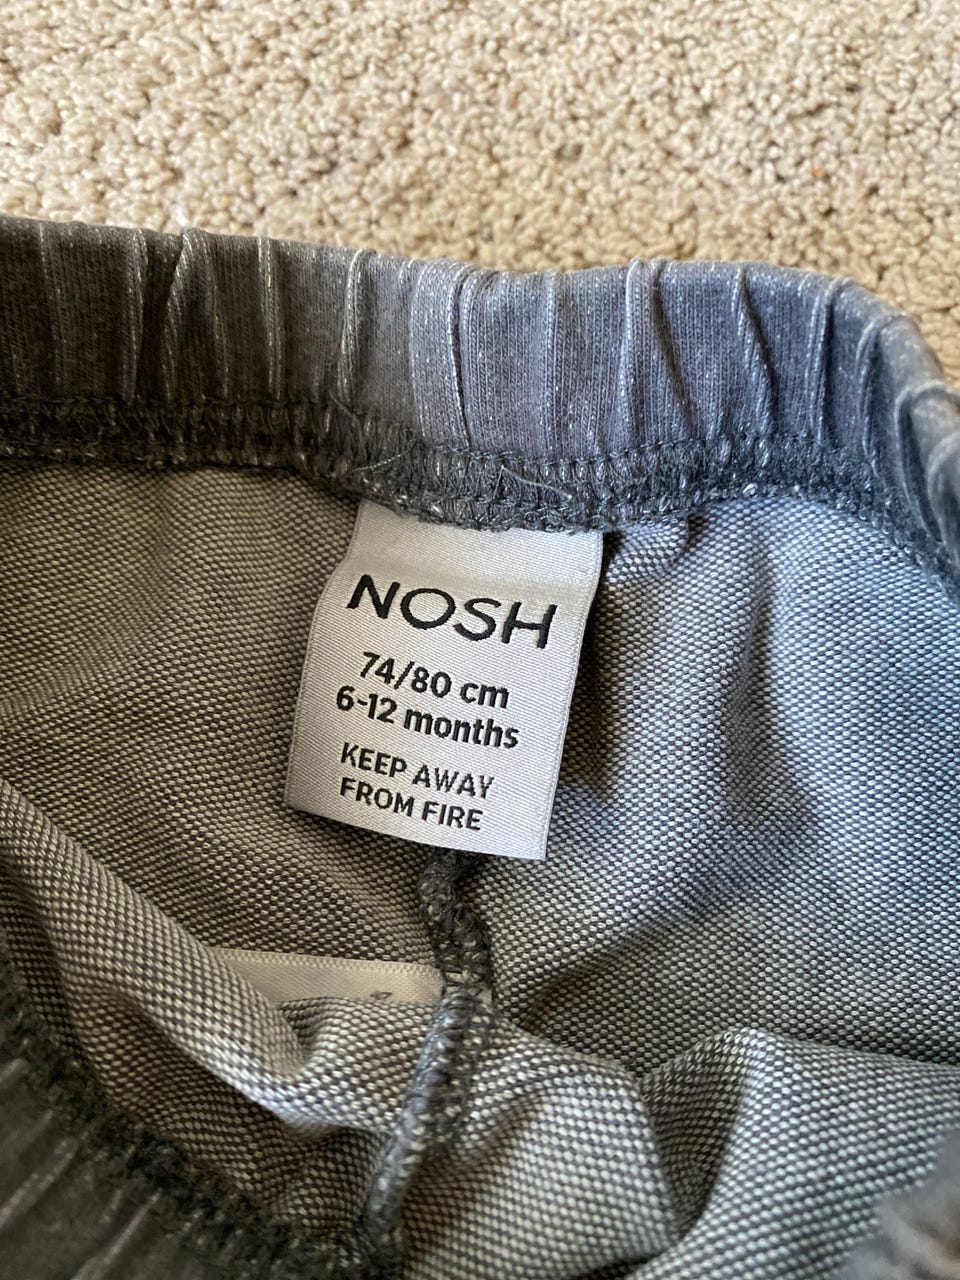 NOSH
74/80 cm
6-12 months
KEEP AWAY
FROM FIRE